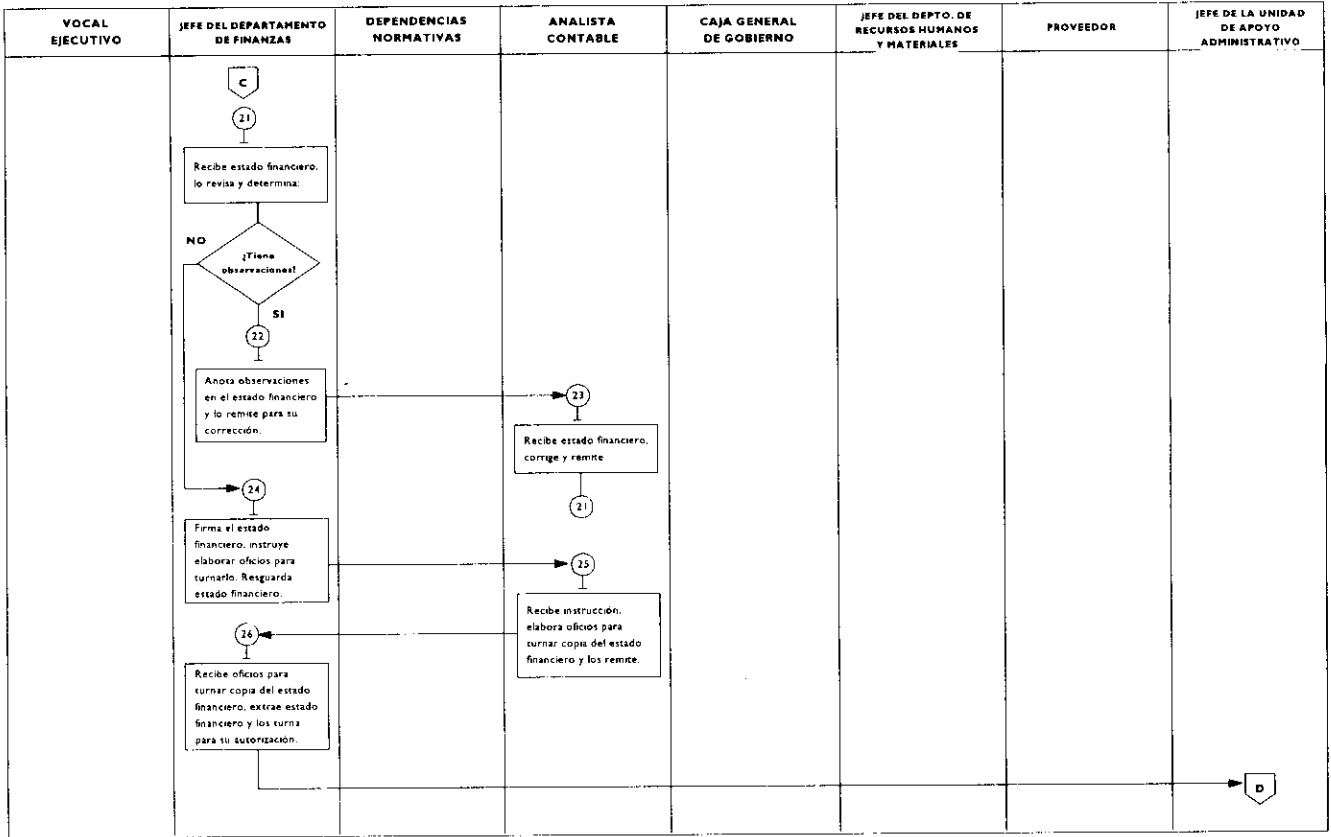 VOCAL
EJECUTIVO
JEFE DEL DEPARTAMENTO
DE FINANZAS
DEPENDENCIAS
NORMATIVAS
ANALISTA
CONTABLE
CAJA GENERAL
DE GOBIERNO
JEFE DEL DEPTO. DE
RECURSOS HUMANOS
Y MATERIALES
PROVEEDOR
JEFE DE LA UNIDAD
DE APOYO
ADMINISTRATIVO
C
21
Recibe estado financiero,
lo revisa y determina:
NO
¿Tiene
observaciones?
SI
22
Anota observaciones
en el estado financiero
y lo remite para su
corrección.
23
Recibe estado financiero,
corrige y remite
21
24
Firma el estado
financiero, instruye
elaborar oficios para
turnarlo. Resguarda
estado financiero.
25
Recibe instrucción,
elabora oficios para
turnar copia del estado
financiero y los remite.
26
Recibe oficios para
turnar copia del estado
financiero, extrae estado
financiero y los turna
para su autorización.
D